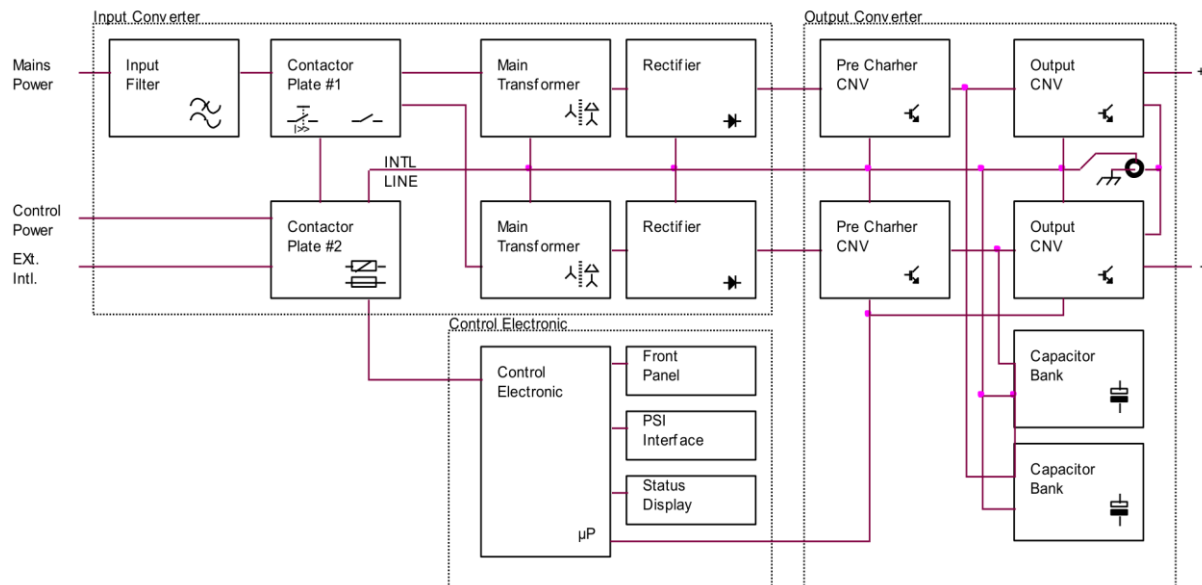 Input Converter
Output Converter
Mains
Power
Input
Filter
Contactor
Plate #1
Main
Transformer
Rectifier
Pre Charher
CNV
Output
CNV
+
INTL
LINE
Control
Power
EXt.
Intl.
Contactor
Plate #2
Main
Transformer
Rectifier
Pre Charher
CNV
Output
CNV
-
Control Electronic
Control
Electronic
µP
Front
Panel
PSI
Interface
Status
Display
Capacitor
Bank
Capacitor
Bank